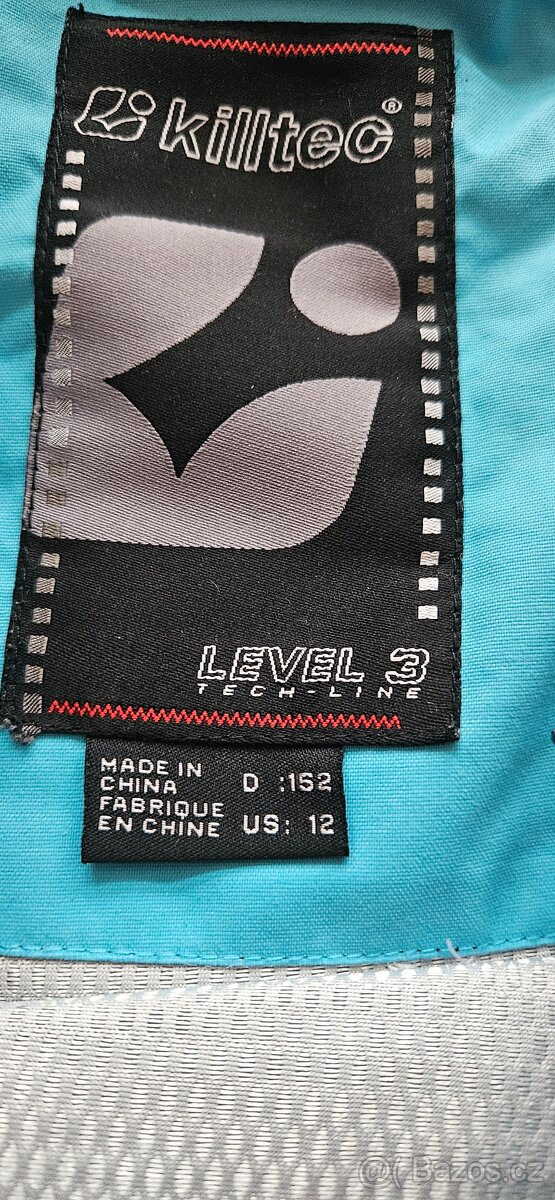 killtec®
LEVEL 3
TECH-LINE
MADE IN
CHINA
FABRIQUE
EN CHINE
D :152
US: 12
@( Bazos.cz